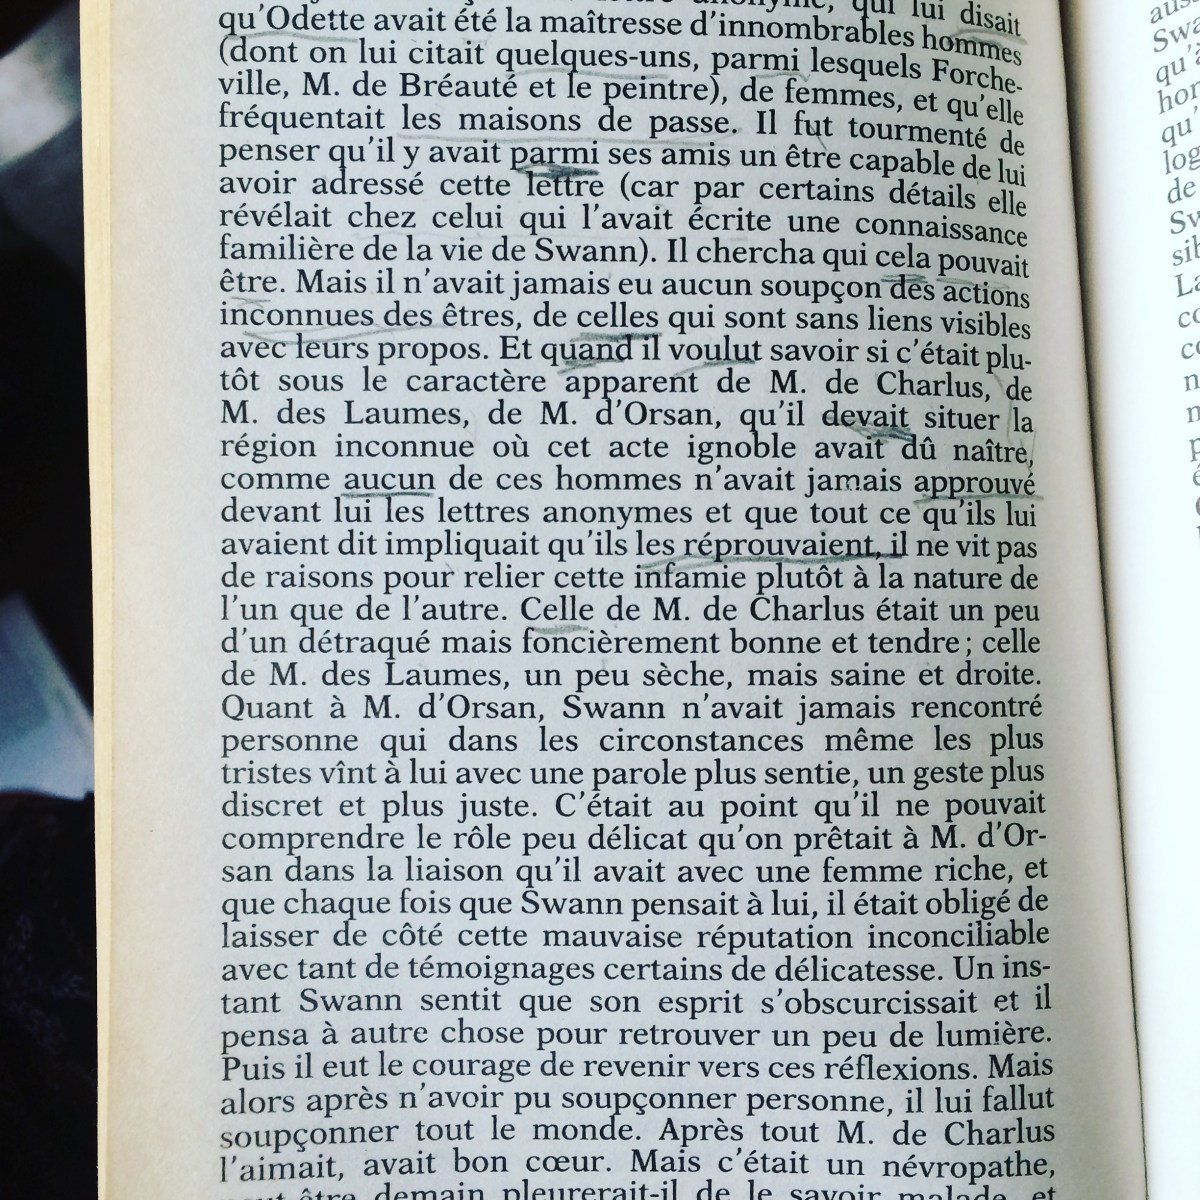 anonyme, qui lui disait
qu'Odette avait été la maîtresse d'innombrables hommes
(dont on lui citait quelques-uns, parmi lesquels Forche-
ville, M. de Bréauté et le peintre), de femmes, et qu'elle
fréquentait les maisons de passe. Il fut tourmenté de
penser qu'il y avait parmi ses amis un être capable de lui
avoir adressé cette lettre (car par certains détails elle
révélait chez celui qui l'avait écrite une connaissance
familière de la vie de Swann). Il chercha qui cela pouvait
être. Mais il n'avait jamais eu aucun soupçon des actions
inconnues des êtres, de celles qui sont sans liens visibles
avec leurs propos. Et quand il voulut savoir si c'était plu-
tôt sous le caractère apparent de M. de Charlus, de
M. des Laumes, de M. d'Orsan, qu'il devait situer la
région inconnue où cet acte ignoble avait dû naître,
comme aucun de ces hommes n'avait jamais approuvé
devant lui les lettres anonymes et que tout ce qu'ils lui
avaient dit impliquait qu'ils les réprouvaient, il ne vit pas
de raisons pour relier cette infamie plutôt à la nature de
l'un que de l'autre. Celle de M. de Charlus était un peu
d'un détraqué mais foncièrement bonne et tendre ; celle
de M. des Laumes, un peu sèche, mais saine et droite.
Quant à M. d'Orsan, Swann n'avait jamais rencontré
personne qui dans les circonstances même les plus
tristes vînt à lui avec une parole plus sentie, un geste plus
discret et plus juste. C'était au point qu'il ne pouvait
comprendre le rôle peu délicat qu'on prêtait à M. d'Or-
san dans la liaison qu'il avait avec une femme riche, et
que chaque fois que Swann pensait à lui, il était obligé de
laisser de côté cette mauvaise réputation inconciliable
avec tant de témoignages certains de délicatesse. Un ins-
tant Swann sentit que son esprit s'obscurcissait et il
pensa à autre chose pour retrouver un peu de lumière.
Puis il eut le courage de revenir vers ces réflexions. Mais
alors après n'avoir pu soupçonner personne, il lui fallut
soupçonner tout le monde. Après tout M. de Charlus
l'aimait, avait bon cœur. Mais c'était un névropathe,
peut-être demain pleurerait-il de le savoir malade, et